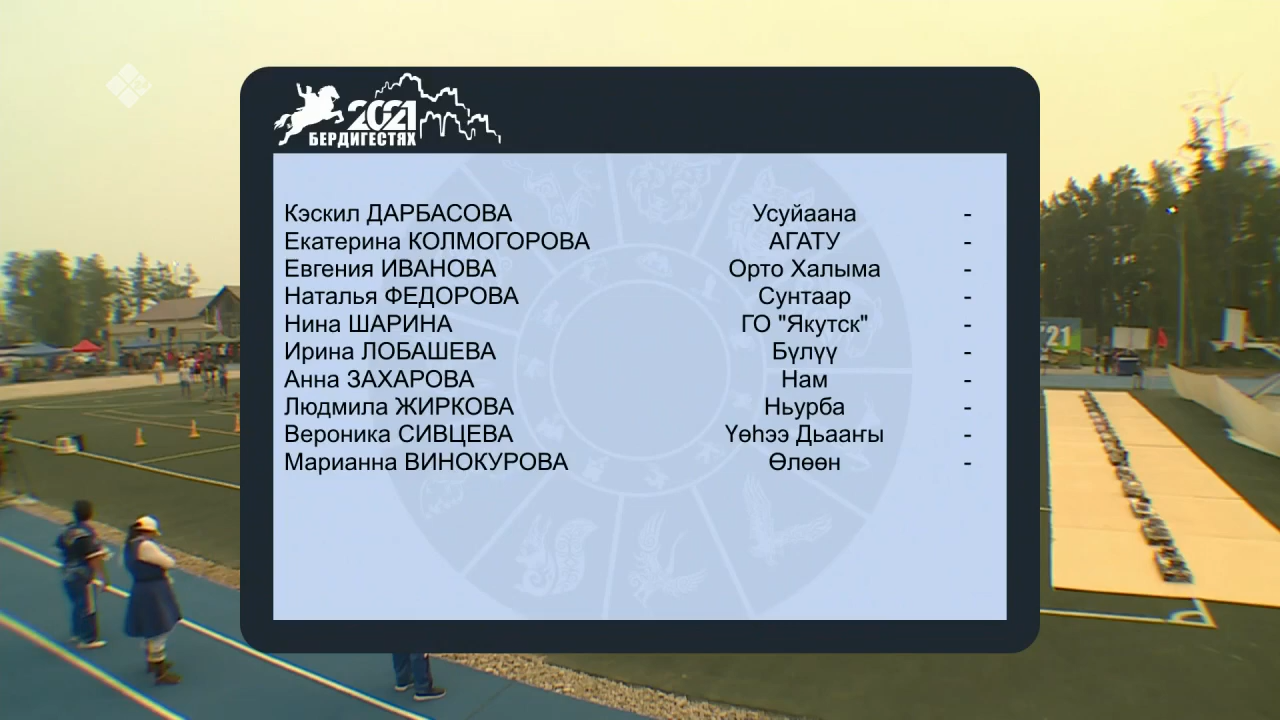 2021
БЕРДИГЕСТЯХ
Кэскил ДАРБАСОВА Усуйаана -
Екатерина КОЛМОГОРОВА АГАТУ -
Евгения ИВАНОВА Орто Халыма -
Наталья ФЕДОРОВА Сунтаар -
Нина ШАРИНА ГО "Якутск" -
Ирина ЛОБАШЕВА Бүлүү -
Анна ЗАХАРОВА Нам -
Людмила ЖИРКОВА Ньурба -
Вероника СИВЦЕВА Үөһээ Дьааҥы -
Марианна ВИНОКУРОВА Өлөөн -
21